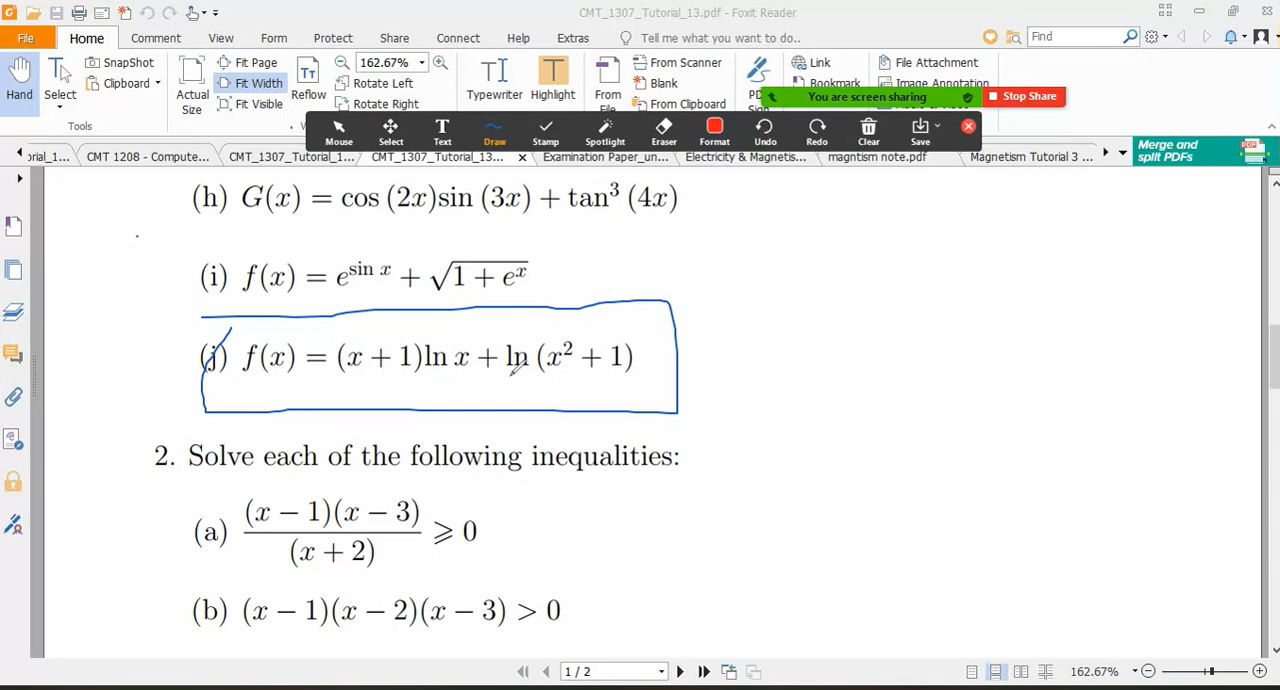 CMT_1307_Tutorial_13.pdf - Foxit Reader
File Home Comment View Form Protect Share Connect Help Extras Tell me what you want to do... Find
SnapShot Fit Page 162.67% From Scanner Link File Attachment
Clipboard Fit Width Rotate Left Blank Bookmark Image Annotation
Hand Select Actual Size Fit Visible Reflow Rotate Right Typewriter Highlight From File From Clipboard
You are screen sharing Stop Share
Tools
Mouse Select Text Draw Stamp Spotlight Eraser Format Undo Redo Clear Save
orial_1... CMT 1208 - Compute... CMT_1307_Tutorial_1... CMT_1307_Tutorial_13... Examination Paper_un... Electricity & Magnetis... magntism note.pdf Magnetism Tutorial 3 ... Merge and split PDFs
(h) G(x) = cos (2x)sin (3x) + tan³ (4x)
(i) f(x) = e^{sin x} + √(1 + e^x)
(j) f(x) = (x + 1)ln x + ln (x² + 1)
2. Solve each of the following inequalities:
(a) (x − 1)(x − 3) / (x + 2) ⩾ 0
(b) (x − 1)(x − 2)(x − 3) > 0
1 / 2 162.67%